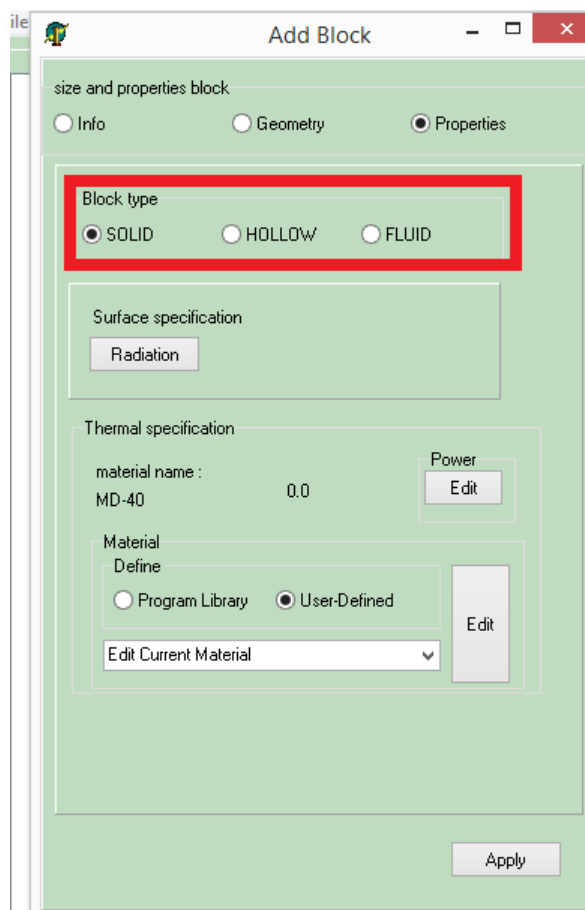 ile
Add Block
size and properties block
Info Geometry Properties
Block type
SOLID HOLLOW FLUID
Surface specification
Radiation
Thermal specification
Power
material name :
0.0 Edit
MD-40
Material
Define
Program Library User-Defined
Edit
Edit Current Material
Apply